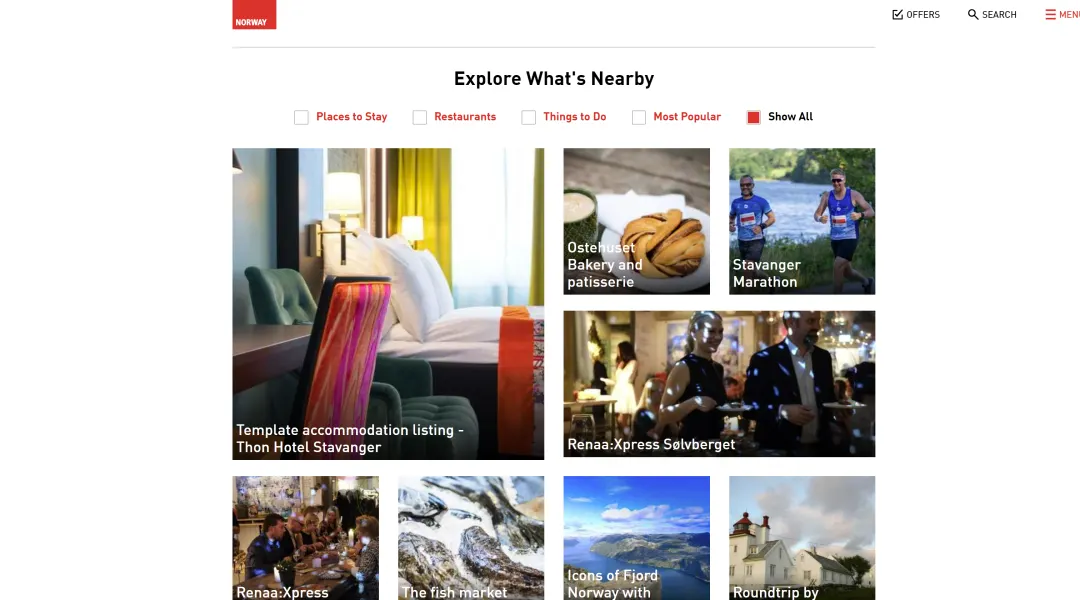 NORWAY
OFFERS
SEARCH
MENU
Explore What's Nearby
Places to Stay
Restaurants
Things to Do
Most Popular
Show All
Ostehuset
Bakery and
patisserie
Stavanger
Marathon
Template accommodation listing -
Thon Hotel Stavanger
Renaa:Xpress Sølvberget
Renaa:Xpress
The fish market
Icons of Fjord
Norway with
Roundtrip by